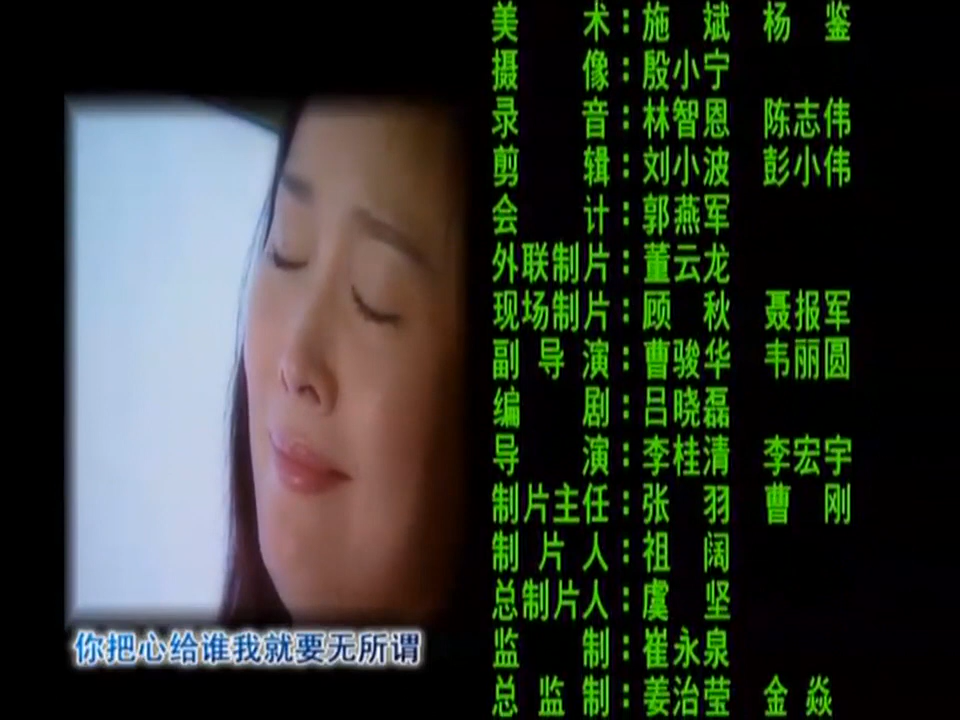 美术：施斌 杨鉴
摄像：殷小宁
录音：林智恩 陈志伟
剪辑：刘小波 彭小伟
会计：郭燕军
外联制片：董云龙
现场制片：顾秋 聂报军
副导演：曹骏华 韦丽圆
编剧：吕晓磊
导演：李桂清 李宏宇
制片主任：张羽 曹刚
制片人：祖阔
总制片人：虞坚
监制：崔永泉
总监制：姜治莹 金焱
你把心给谁我就要无所谓